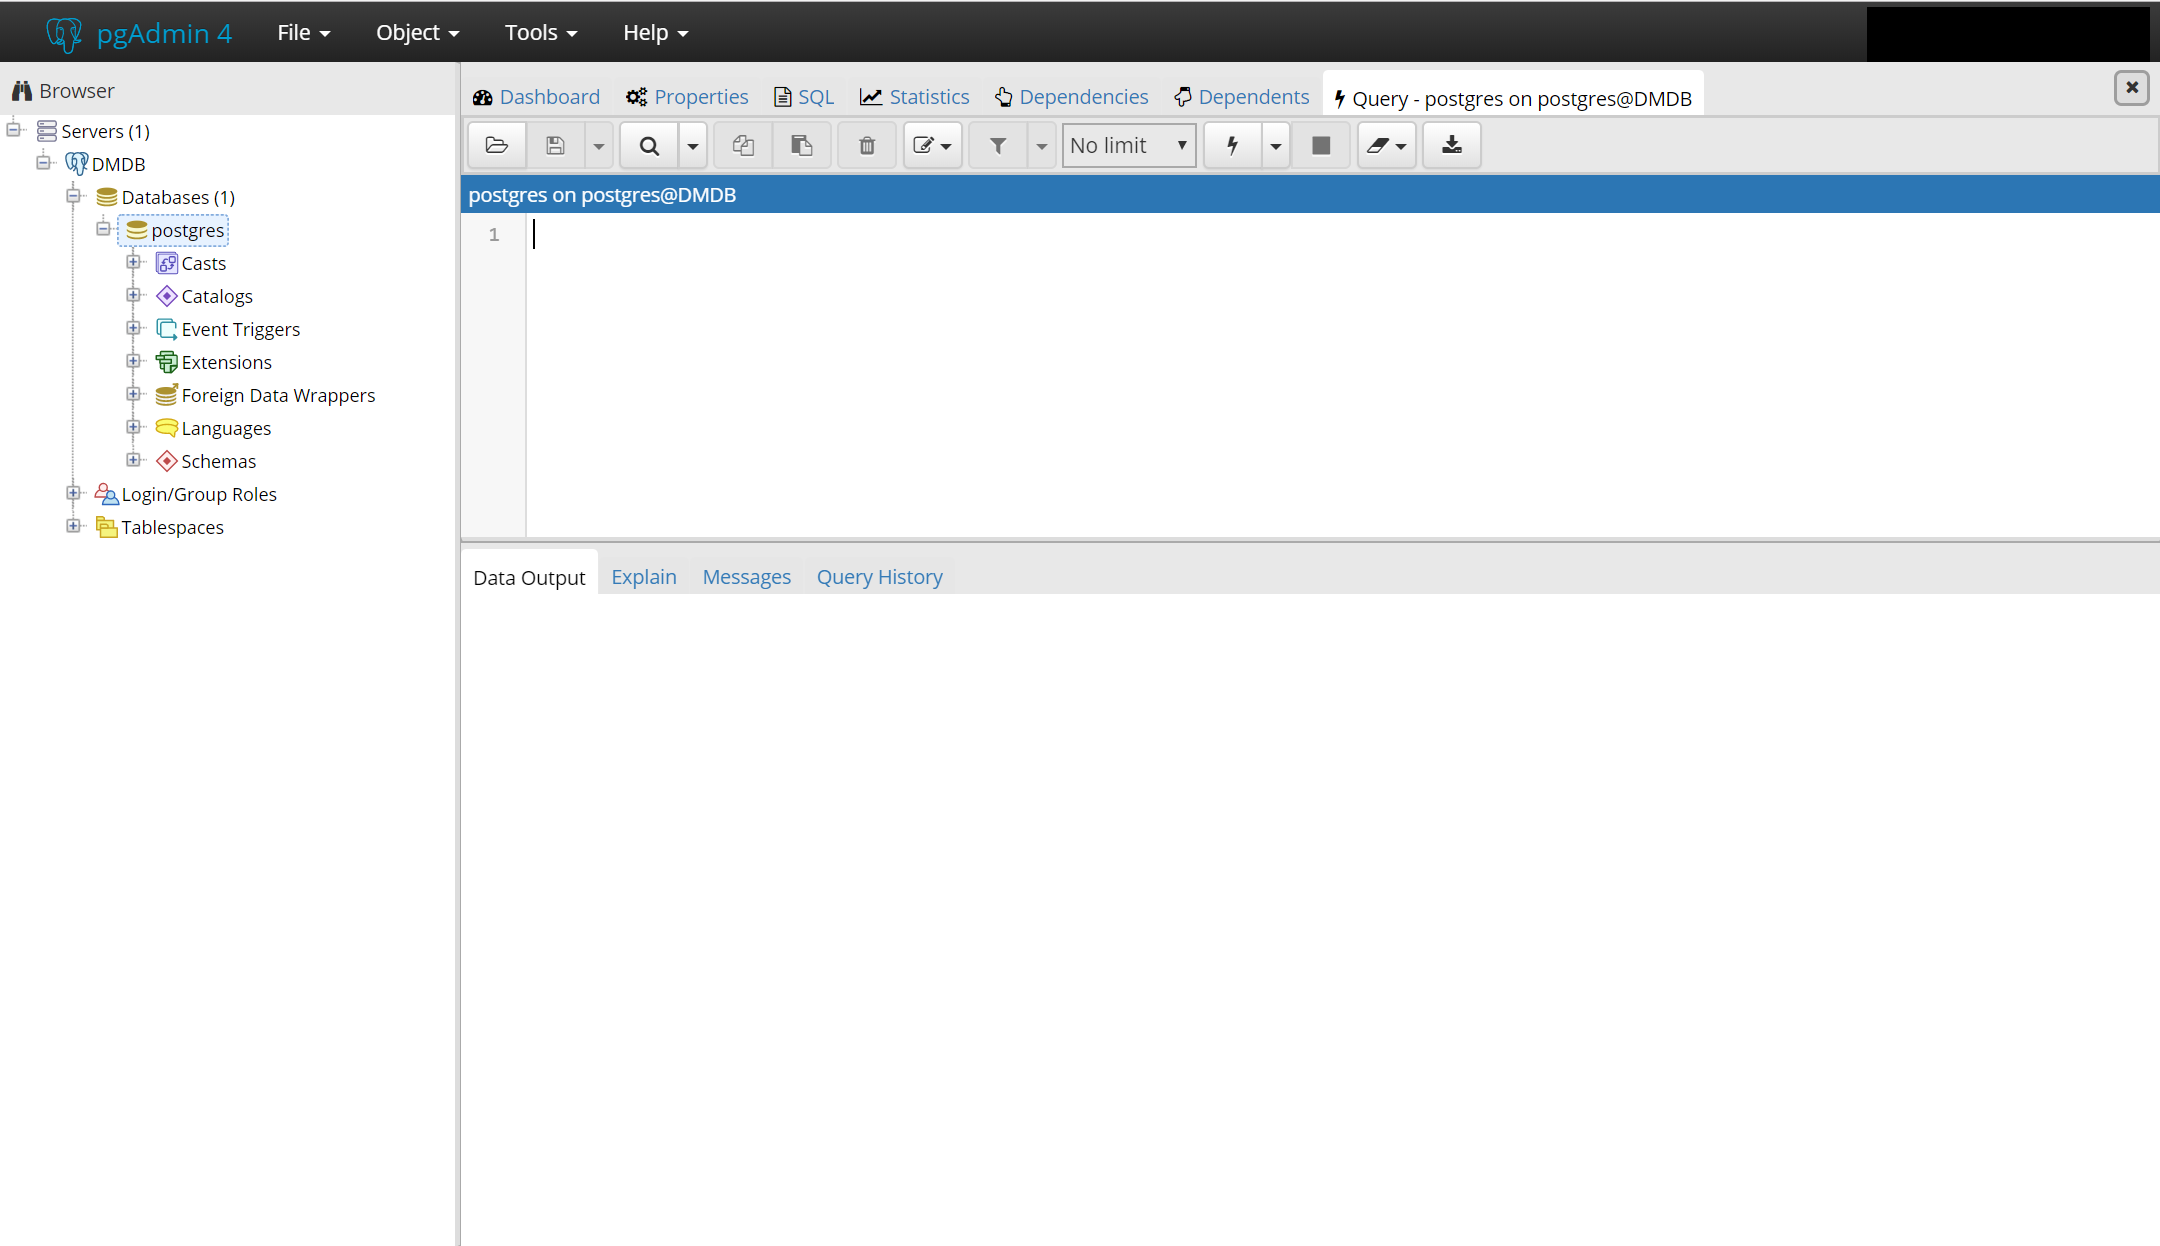 pgAdmin 4 File Object Tools Help
Browser
Servers (1)
DMDB
Databases (1)
postgres
Casts
Catalogs
Event Triggers
Extensions
Foreign Data Wrappers
Languages
Schemas
Login/Group Roles
Tablespaces
Dashboard Properties SQL Statistics Dependencies Dependents Query - postgres on postgres@DMDB
No limit
postgres on postgres@DMDB
1
Data Output Explain Messages Query History